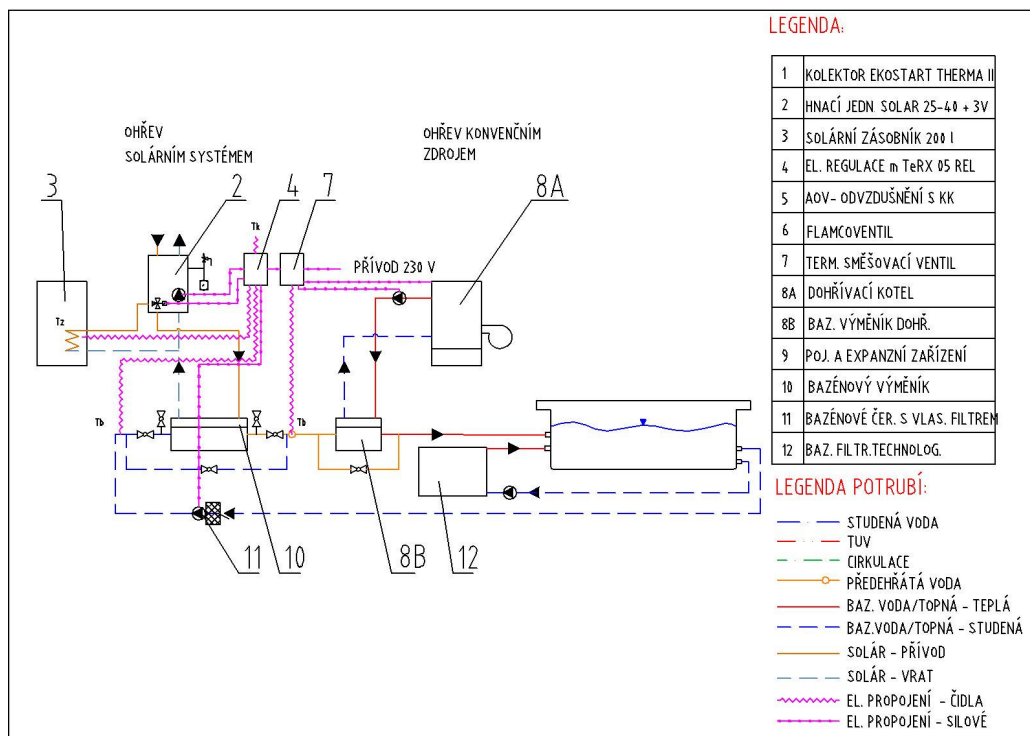 LEGENDA:
1 KOLEKTOR EKOSTART THERMA II
2 HNACÍ JEDN. SOLAR 25-40 + 3V
3 SOLÁRNÍ ZÁSOBNÍK 200 l
4 EL. REGULACE m TeRX 05 REL
5 AOV- ODVZDUŠNĚNÍ S KK
6 FLAMCOVENTIL
7 TERM. SMĚŠOVACÍ VENTIL
8A DOHŘÍVACÍ KOTEL
8B BAZ. VÝMĚNÍK DOHŘ.
9 POJ. A EXPANZNÍ ZAŘÍZENÍ
10 BAZÉNOVÝ VÝMĚNÍK
11 BAZÉNOVÉ ČER. S VLAS. FILTREM
12 BAZ. FILTR.TECHNOLOG.
OHŘEV
SOLÁRNÍM SYSTÉMEM
OHŘEV KONVENČNÍM
ZDROJEM
3
2
4
7
8A
Tk
PŘÍVOD 230 V
Tz
Tb
Tb
11
10
8B
12
LEGENDA POTRUBÍ:
STUDENÁ VODA
TUV
CIRKULACE
PŘEDEHŘÁTÁ VODA
BAZ. VODA/TOPNÁ - TEPLÁ
BAZ.VODA/TOPNÁ - STUDENÁ
SOLÁR - PŘÍVOD
SOLÁR - VRAT
EL. PROPOJENÍ - ČIDLA
EL. PROPOJENÍ - SILOVÉ